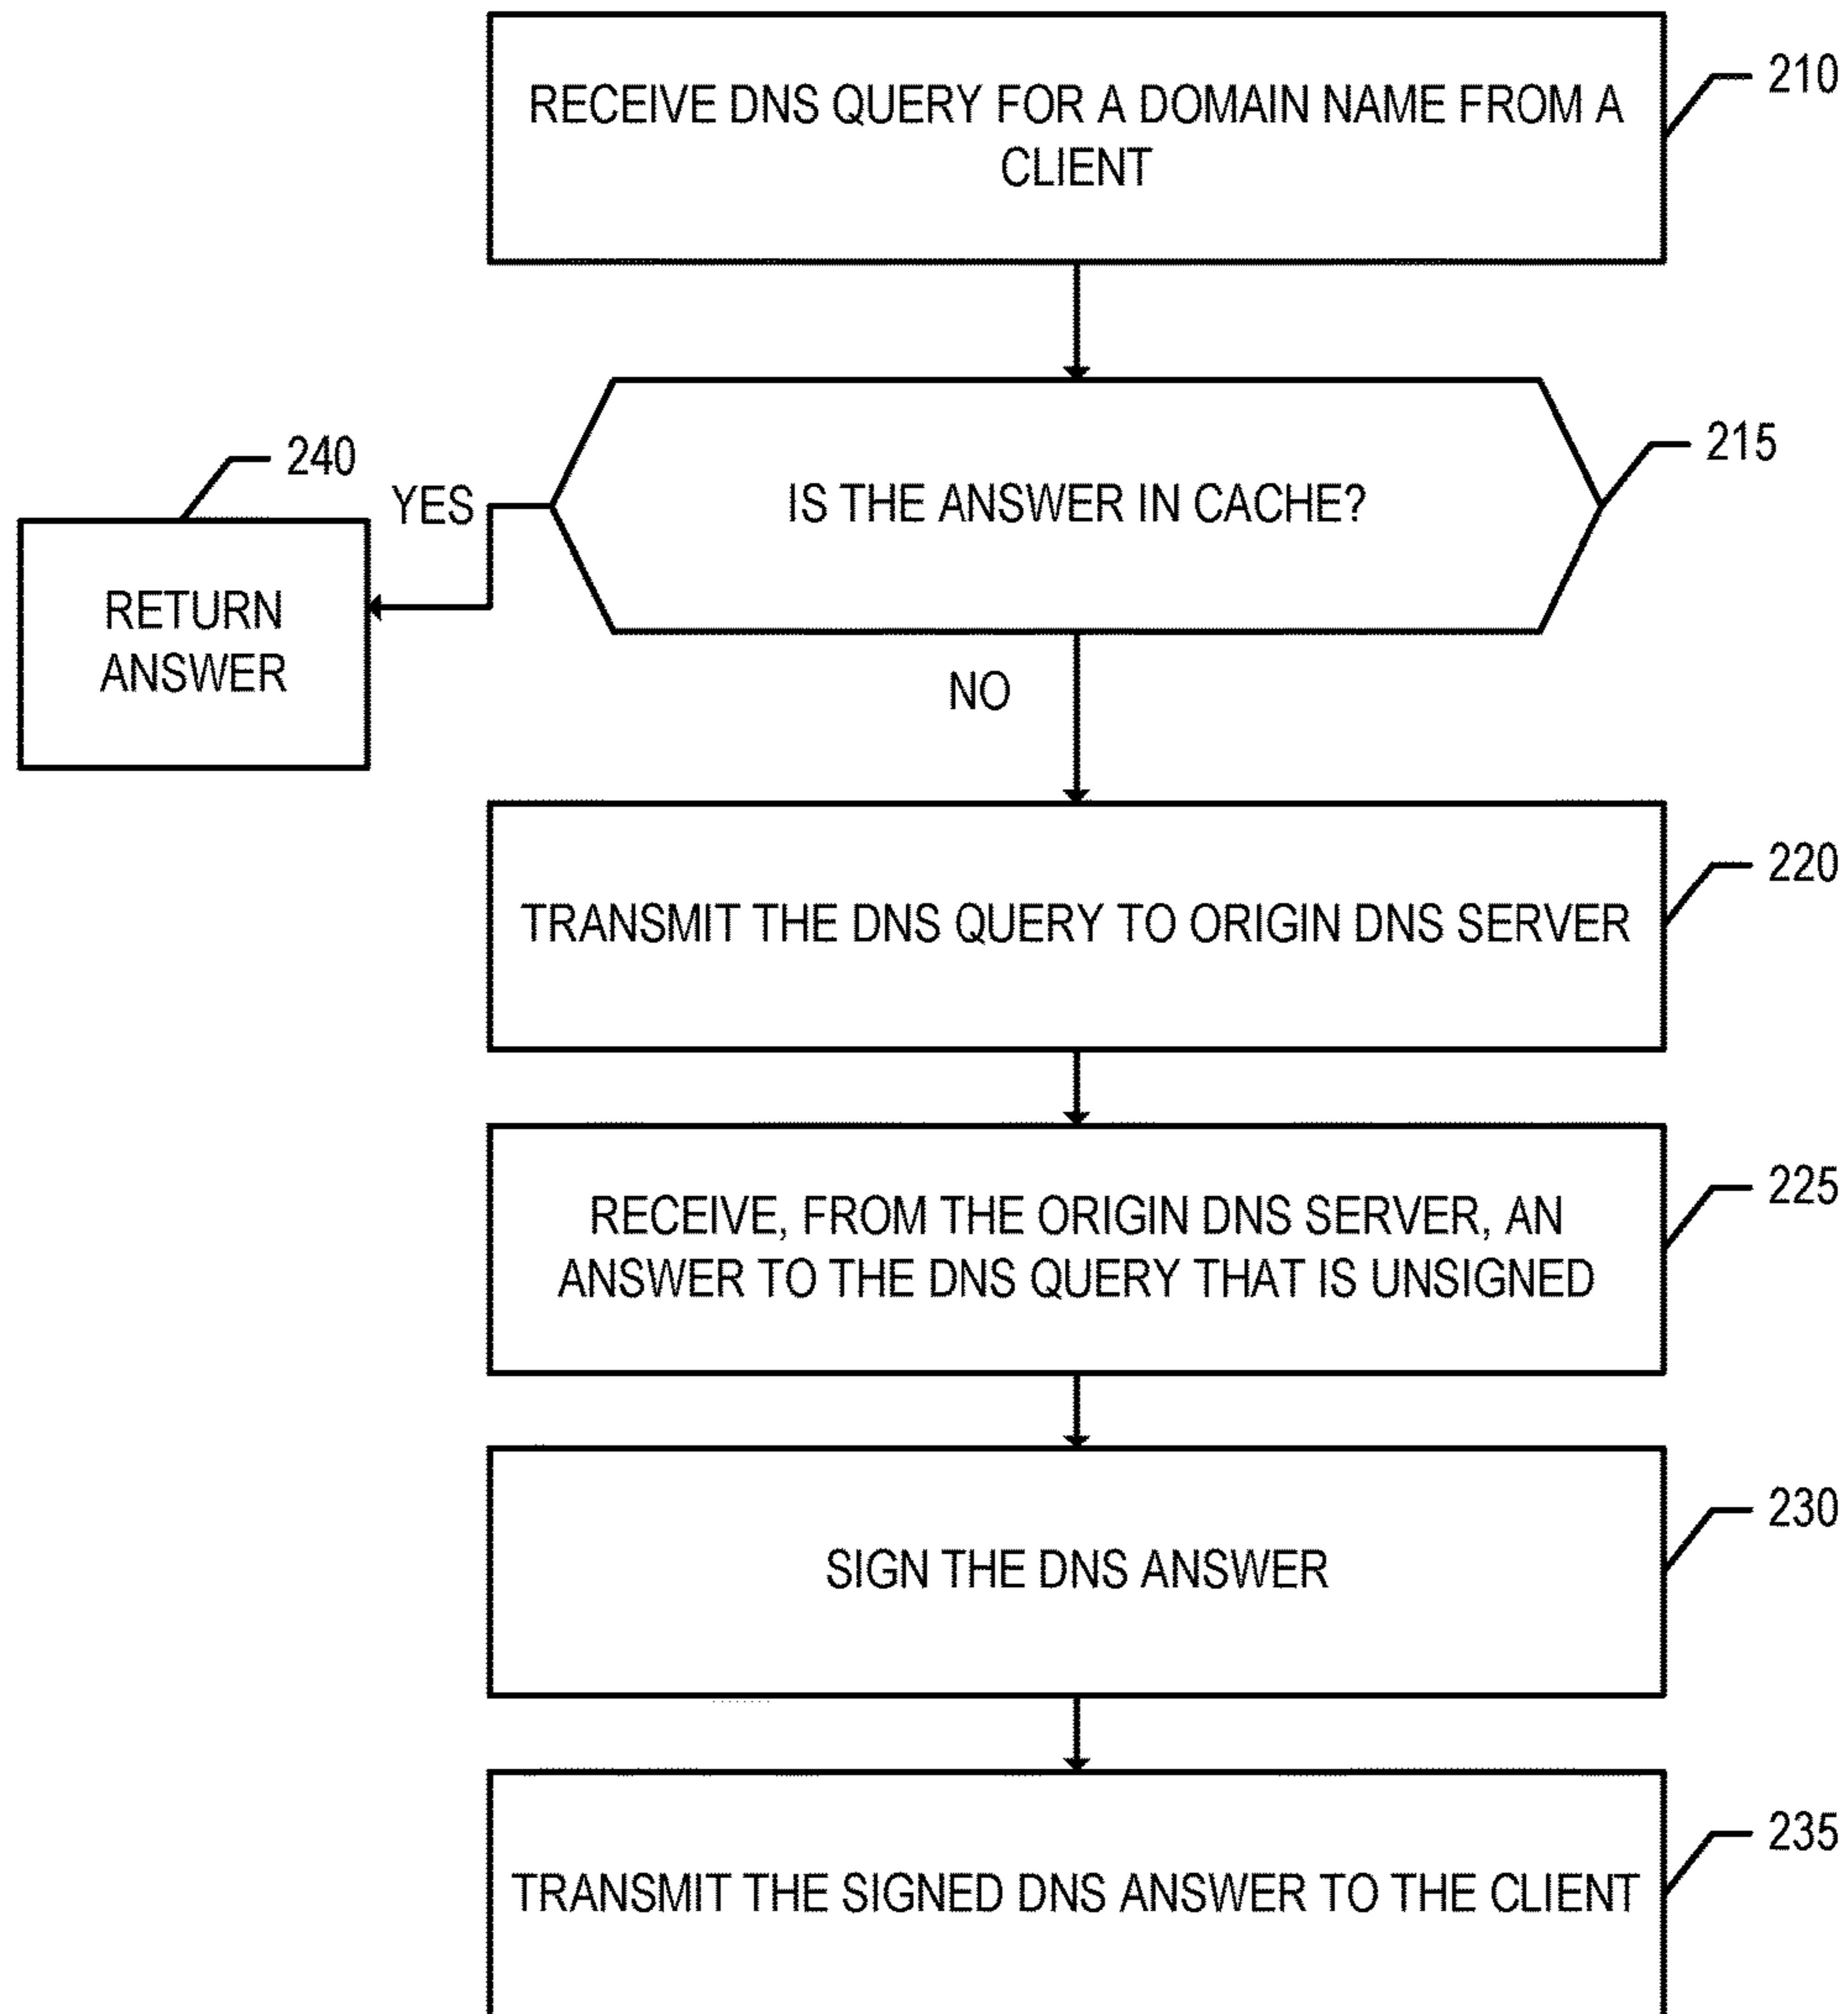 RECEIVE DNS QUERY FOR A DOMAIN NAME FROM A
CLIENT
210
IS THE ANSWER IN CACHE?
215
YES
240
RETURN
ANSWER
NO
TRANSMIT THE DNS QUERY TO ORIGIN DNS SERVER
220
RECEIVE, FROM THE ORIGIN DNS SERVER, AN
ANSWER TO THE DNS QUERY THAT IS UNSIGNED
225
SIGN THE DNS ANSWER
230
TRANSMIT THE SIGNED DNS ANSWER TO THE CLIENT
235